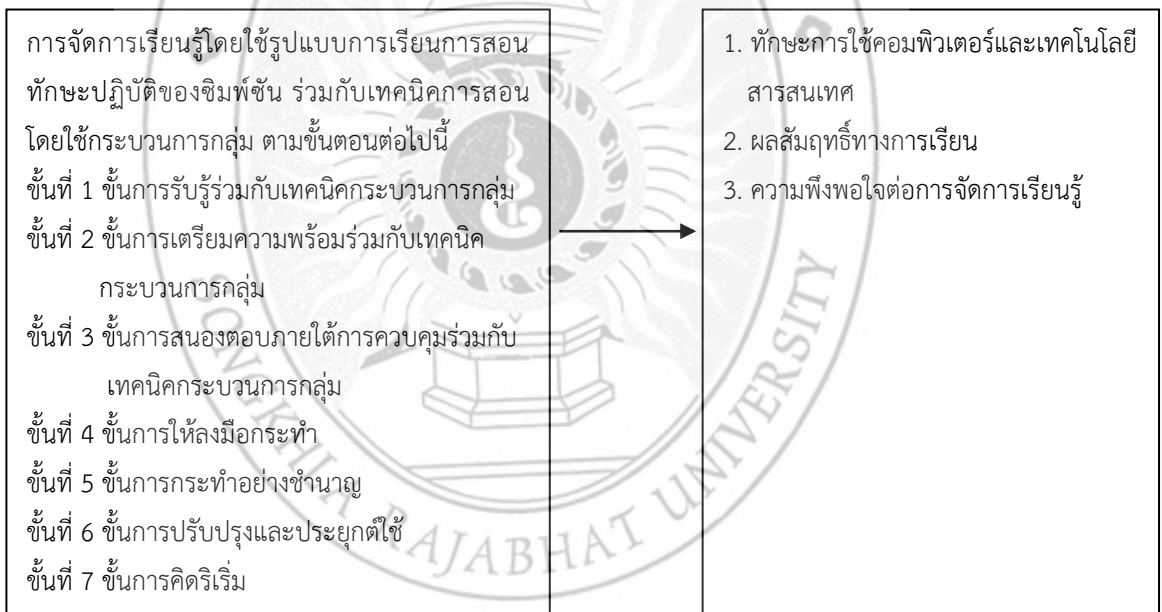 การจัดการเรียนรู้โดยใช้รูปแบบการเรียนการสอน
ทักษะปฏิบัติของซิมพ์ซัน ร่วมกับเทคนิคการสอน
โดยใช้กระบวนการกลุ่ม ตามขั้นตอนต่อไปนี้
ขั้นที่ 1 ขั้นการรับรู้ร่วมกับเทคนิคกระบวนการกลุ่ม
ขั้นที่ 2 ขั้นการเตรียมความพร้อมร่วมกับเทคนิค
กระบวนการกลุ่ม
ขั้นที่ 3 ขั้นการสนองตอบภายใต้การควบคุมร่วมกับ
เทคนิคกระบวนการกลุ่ม
ขั้นที่ 4 ขั้นการให้ลงมือกระทำ
ขั้นที่ 5 ขั้นการกระทำอย่างชำนาญ
ขั้นที่ 6 ขั้นการปรับปรุงและประยุกต์ใช้
ขั้นที่ 7 ขั้นการคิดริเริ่ม
1. ทักษะการใช้คอมพิวเตอร์และเทคโนโลยี
สารสนเทศ
2. ผลสัมฤทธิ์ทางการเรียน
3. ความพึงพอใจต่อการจัดการเรียนรู้
SONGKHLA RAJABHAT UNIVERSITY